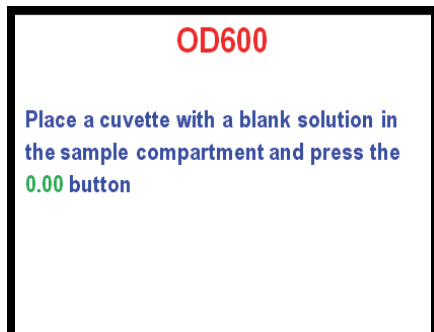 OD600
Place a cuvette with a blank solution in
the sample compartment and press the
0.00 button